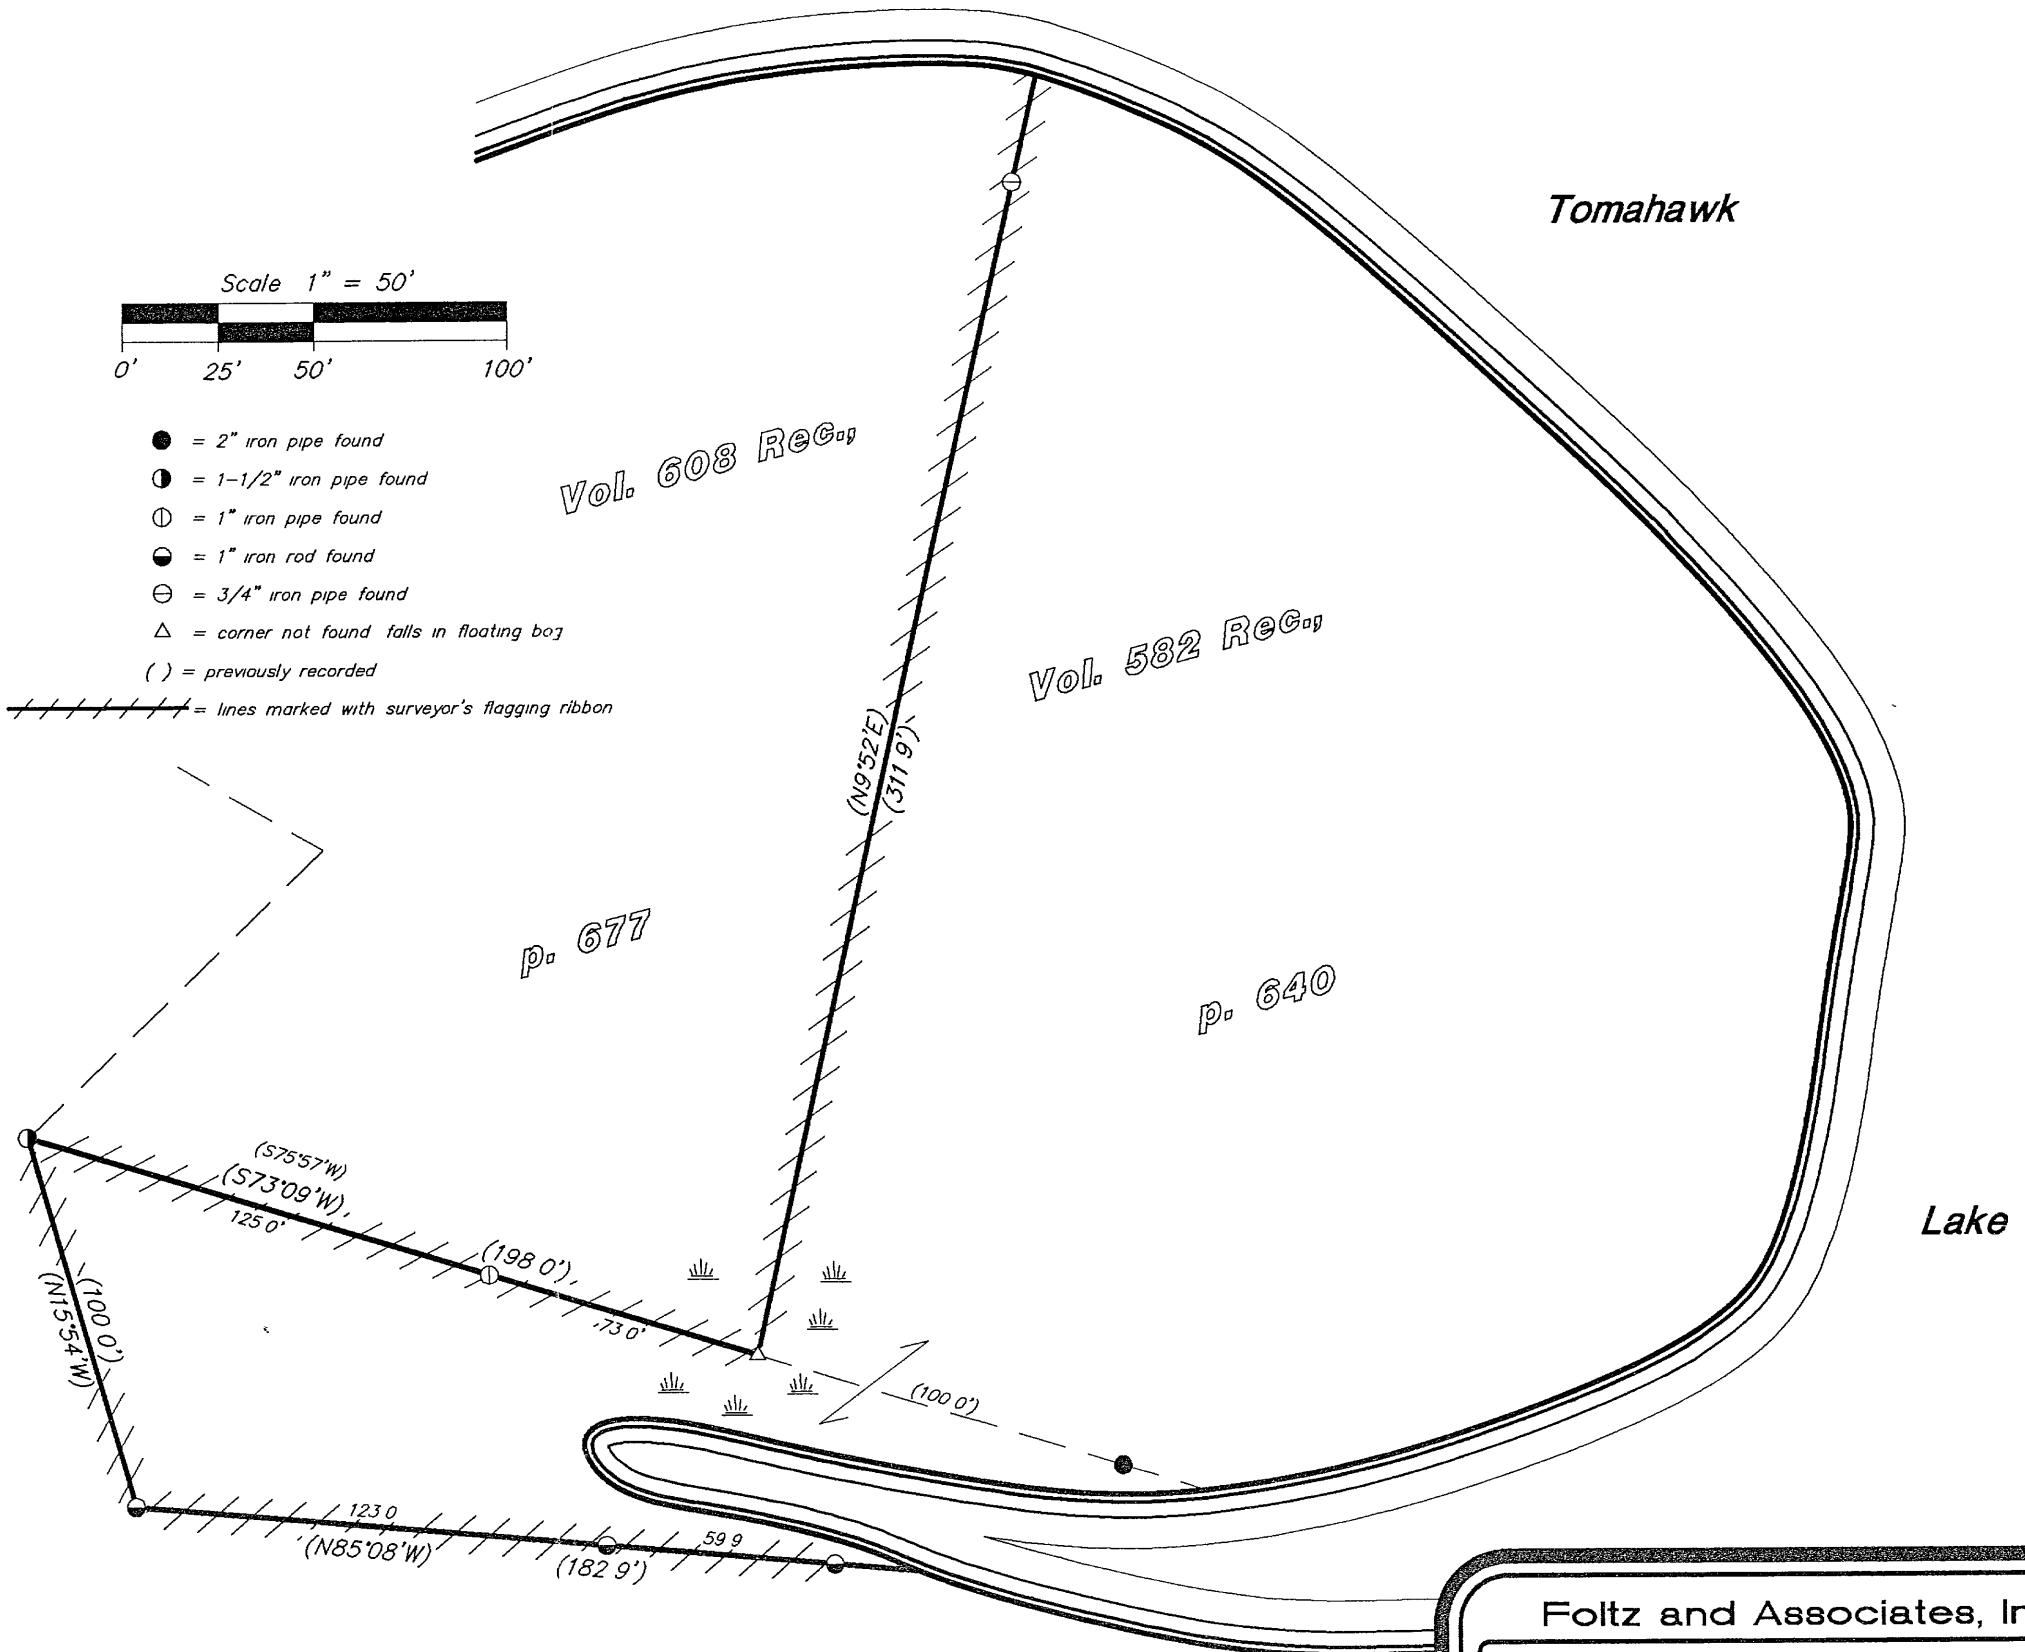 Tomahawk
Scale 1" = 50'
0' 25' 50' 100'
= 2" iron pipe found
= 1-1/2" iron pipe found
= 1" iron pipe found
= 1" iron rod found
= 3/4" iron pipe found
= corner not found falls in floating bog
( ) = previously recorded
= lines marked with surveyor's flagging ribbon
Vol. 608 Rec.,
p. 677
Vol. 582 Rec.,
p. 640
(N9°52'E)
(311 9')
(S75°57'W)
(S73°09'W)
125 0'
(198 0')
73 0'
(100 0')
(N15°54'W)
(100 0')
123 0
(N85°08'W)
(182 9')
59 9
Lake
Foltz and Associates, In